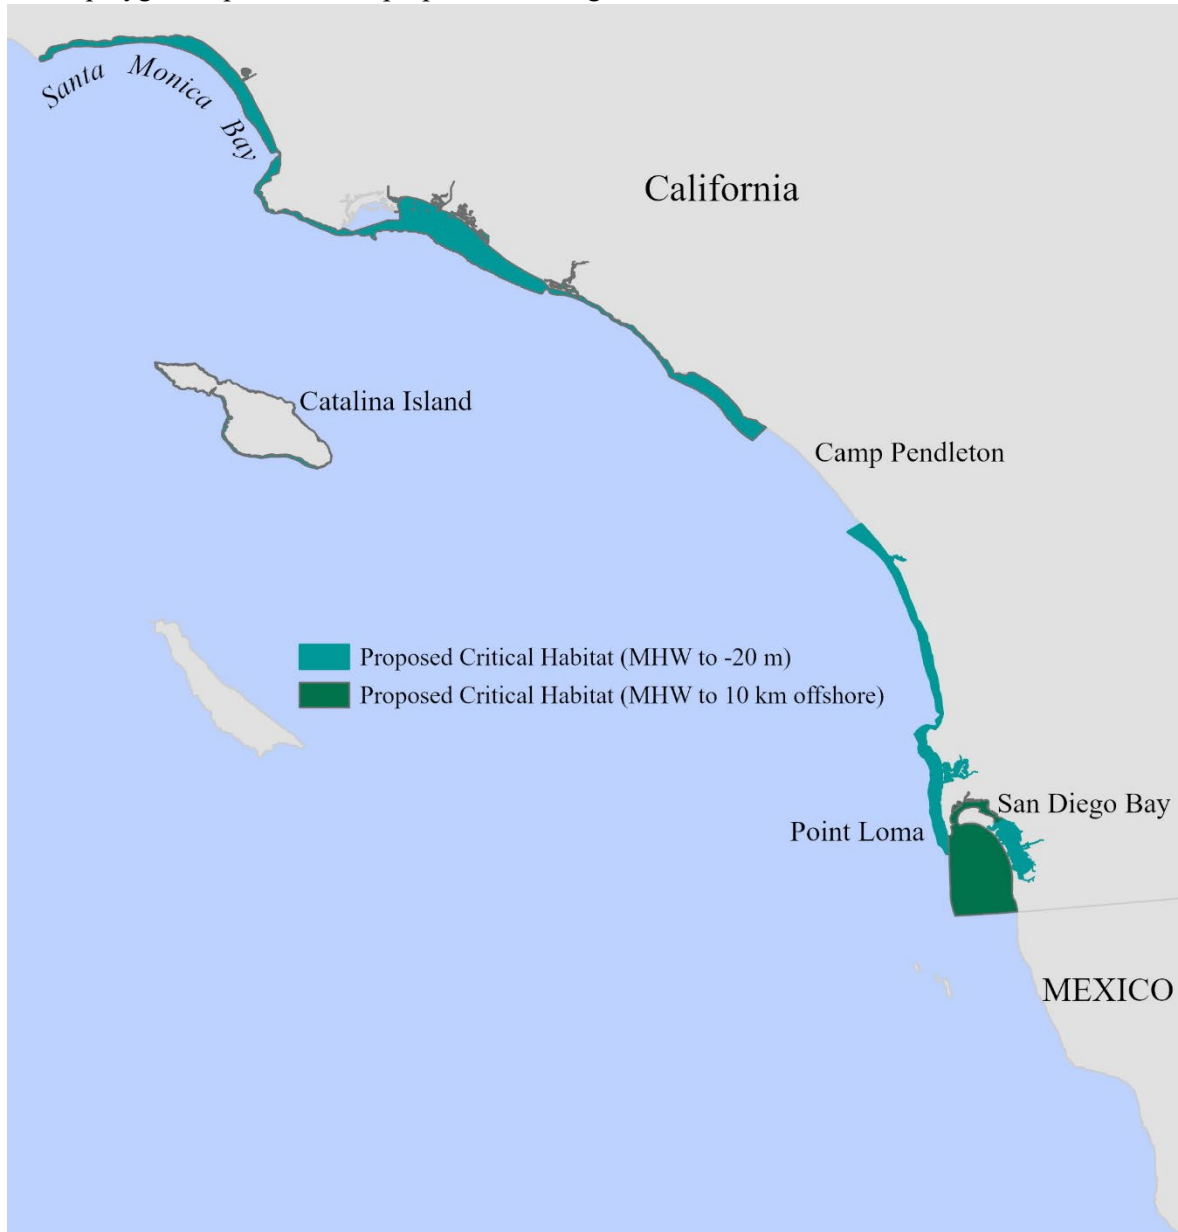 Santa Monica Bay
California
Catalina Island
Camp Pendleton
Proposed Critical Habitat (MHW to -20 m)
Proposed Critical Habitat (MHW to 10 km offshore)
San Diego Bay
Point Loma
MEXICO